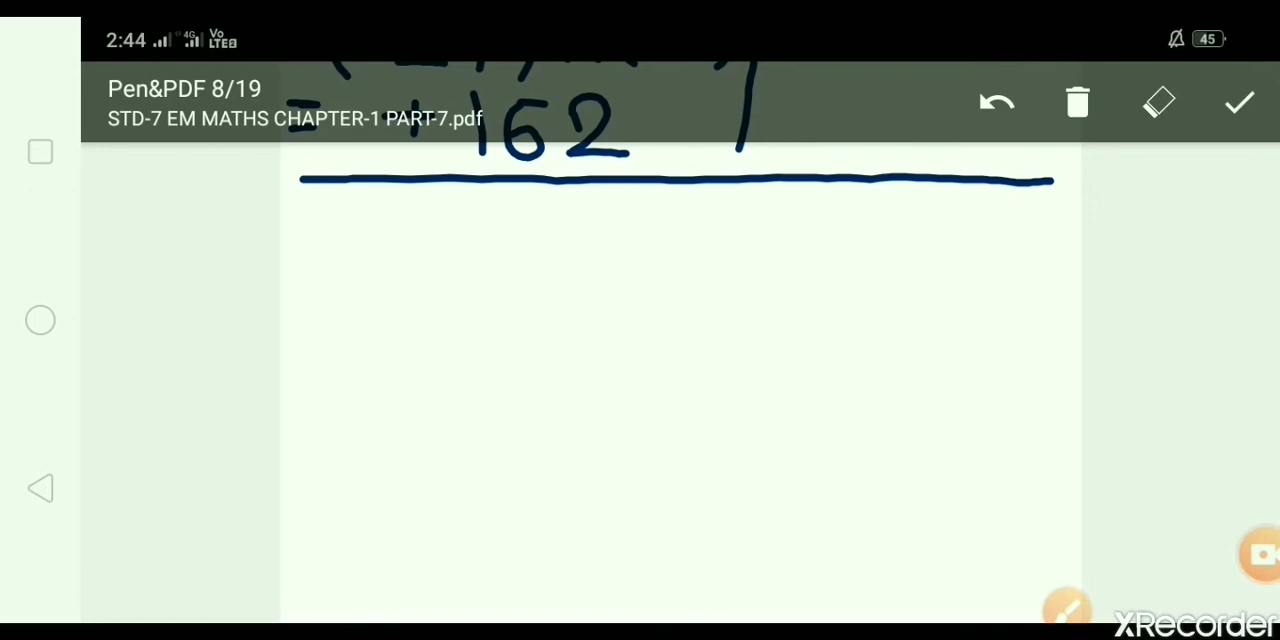 2:44 4G Vo LTE2 45
Pen&PDF 8/19
STD-7 EM MATHS CHAPTER-1 PART-7.pdf
= +162
XRecorder